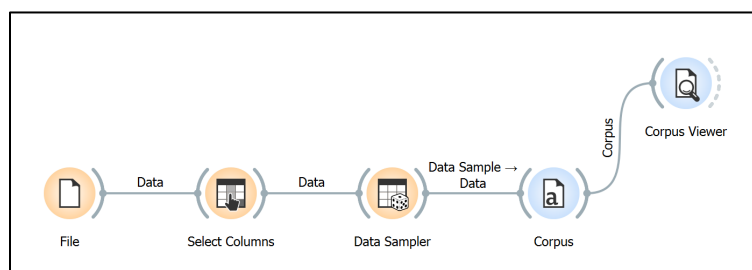 Corpus Viewer
Corpus
Data
Data
Data Sample →
Data
File
Select Columns
Data Sampler
a
Corpus